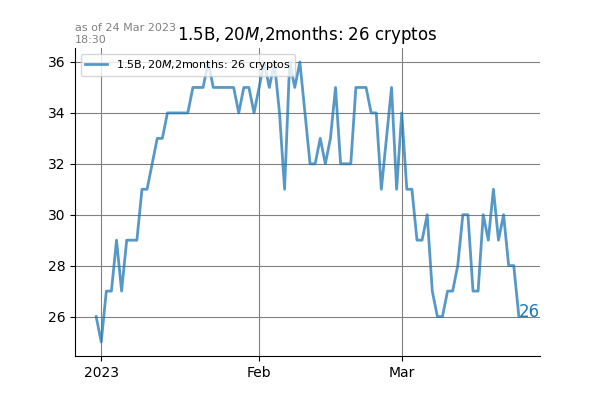 as of 24 Mar 2023
18:30
1.5B, 20M,2months: 26 cryptos
1.5B, 20M,2months: 26 cryptos
36
34
32
30
28
26
26
2023
Feb
Mar